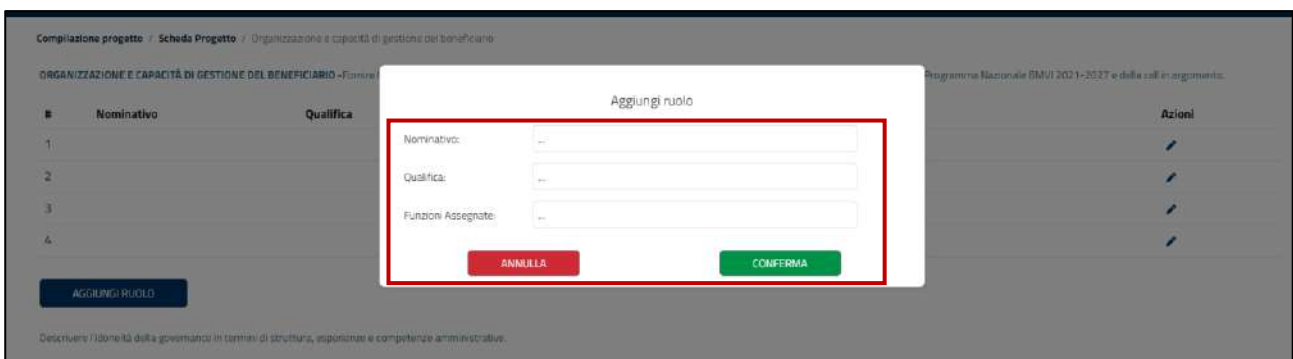 Compilazione progetto / Scheda Progetto / Organizzazione e capacità di gestione del beneficiario
ORGANIZZAZIONE E CAPACITÀ DI GESTIONE DEL BENEFICIARIO - Fornire Programma Nazionale BMVI 2021-2027 e della call in argomento.
Aggiungi ruolo
# Nominativo Qualifica Azioni
Nominativo: ...
1
Qualifica: ...
2
Funzioni Assegnate: ...
3
4
ANNULLA CONFERMA
AGGIUNGI RUOLO
Descrivere l'idoneità della governance in termini di struttura, esperienze e competenze amministrative.